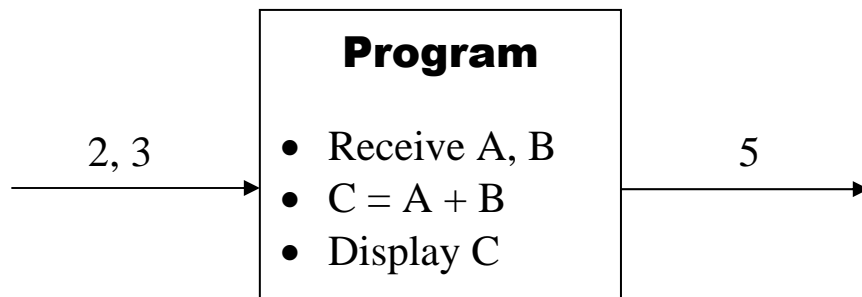 Program
2, 3
• Receive A, B
5
• C = A + B
• Display C